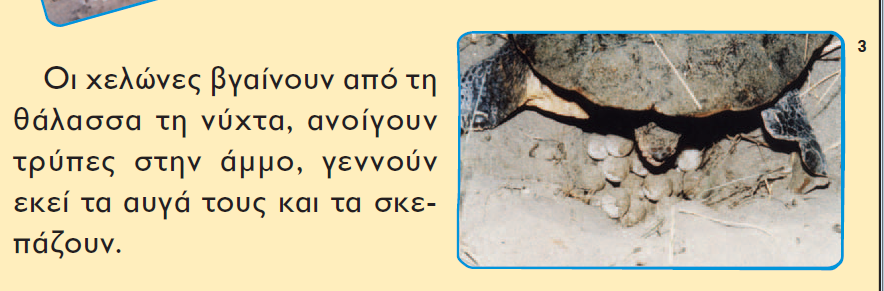 Οι χελώνες βγαίνουν από τη
θάλασσα τη νύχτα, ανοίγουν
τρύπες στην άμμο, γεννούν
εκεί τα αυγά τους και τα σκε-
πάζουν.
3